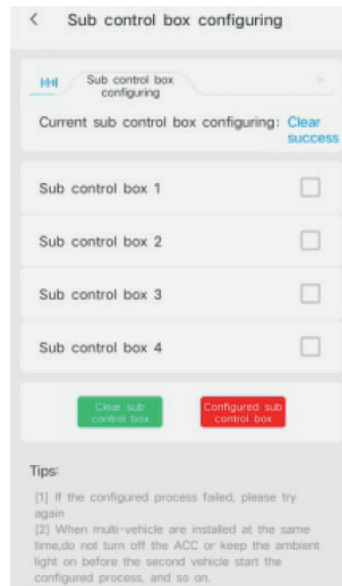 Sub control box configuring
Sub control box
configuring
Current sub control box configuring: Clear
success
Sub control box 1
Sub control box 2
Sub control box 3
Sub control box 4
Clear sub
control box
Configured sub
control box
Tips:
[1] If the configured process failed, please try
again
[2] When multi-vehicle are installed at the same
time,do not turn off the ACC or keep the ambient
light on before the second vehicle start the
configured process, and so on.